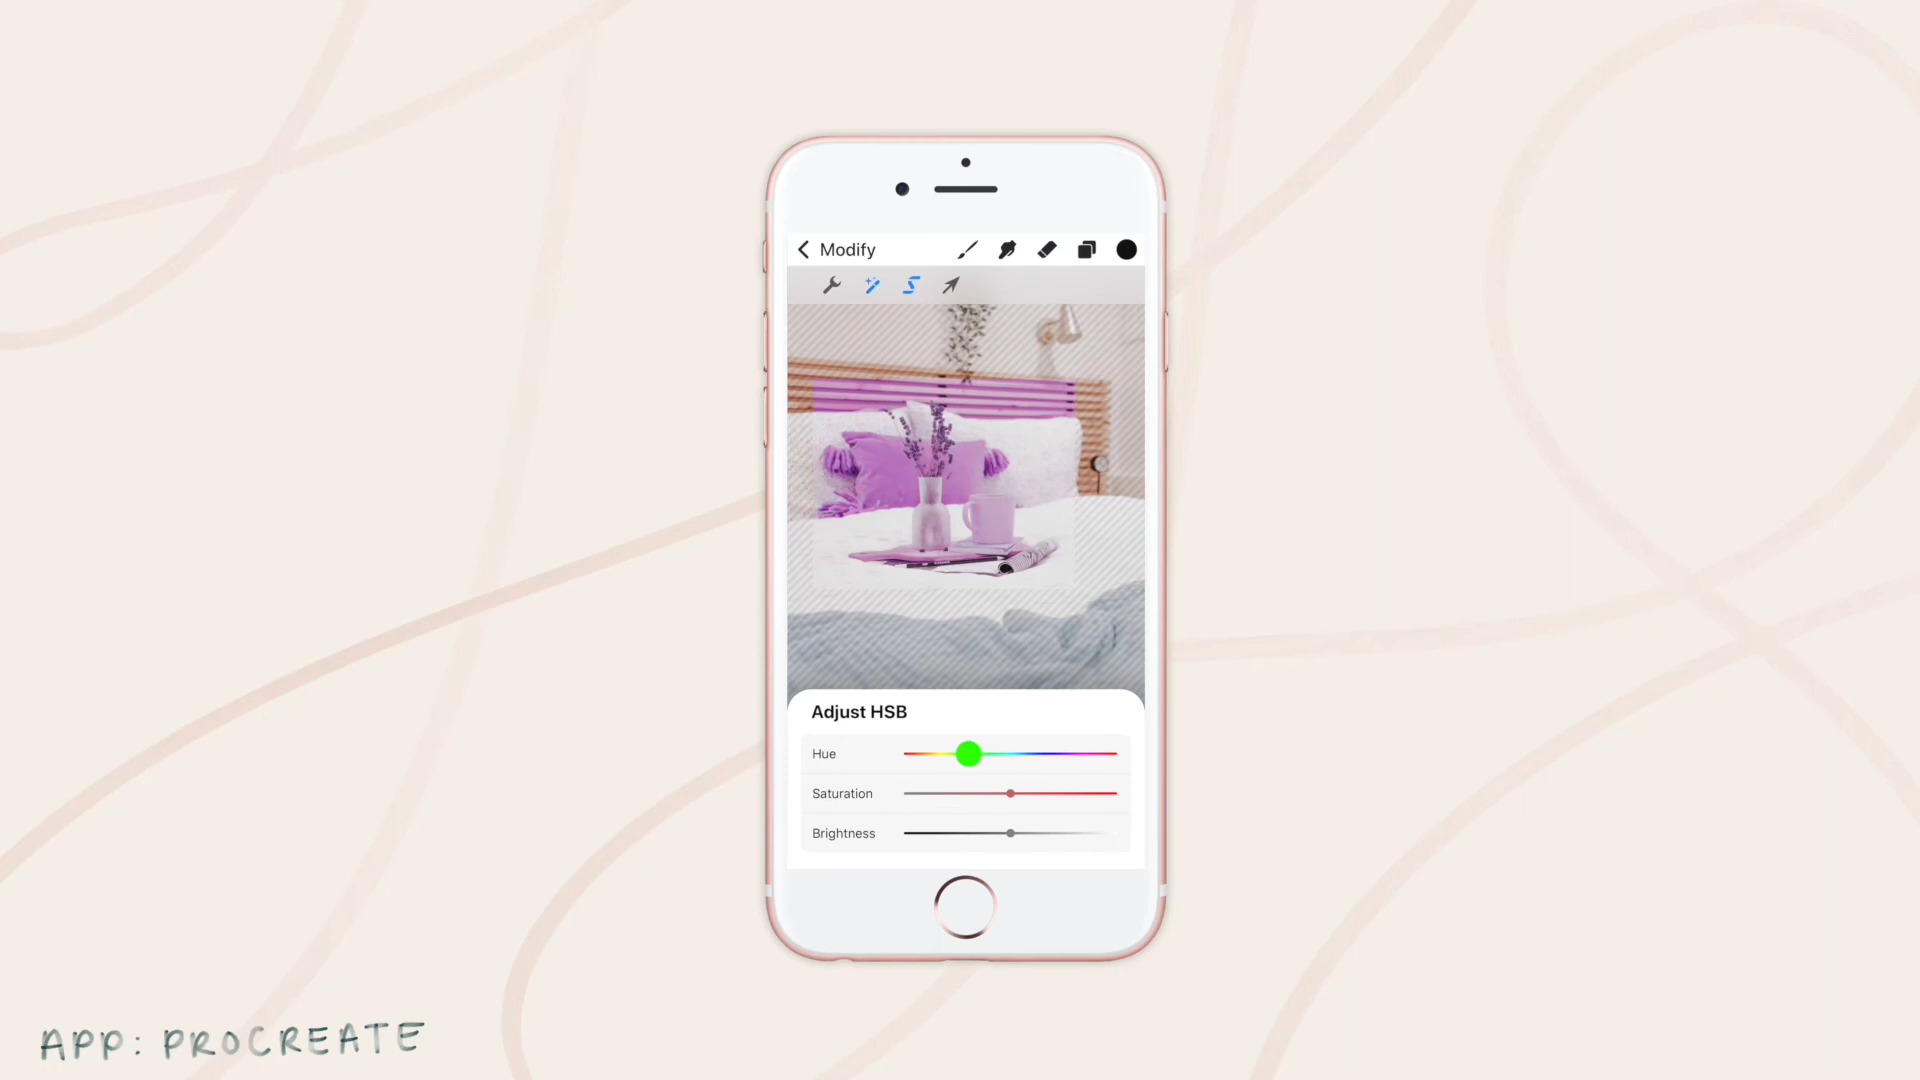 Modify
Adjust HSB
Hue
Saturation
Brightness
APP: PROCREATE